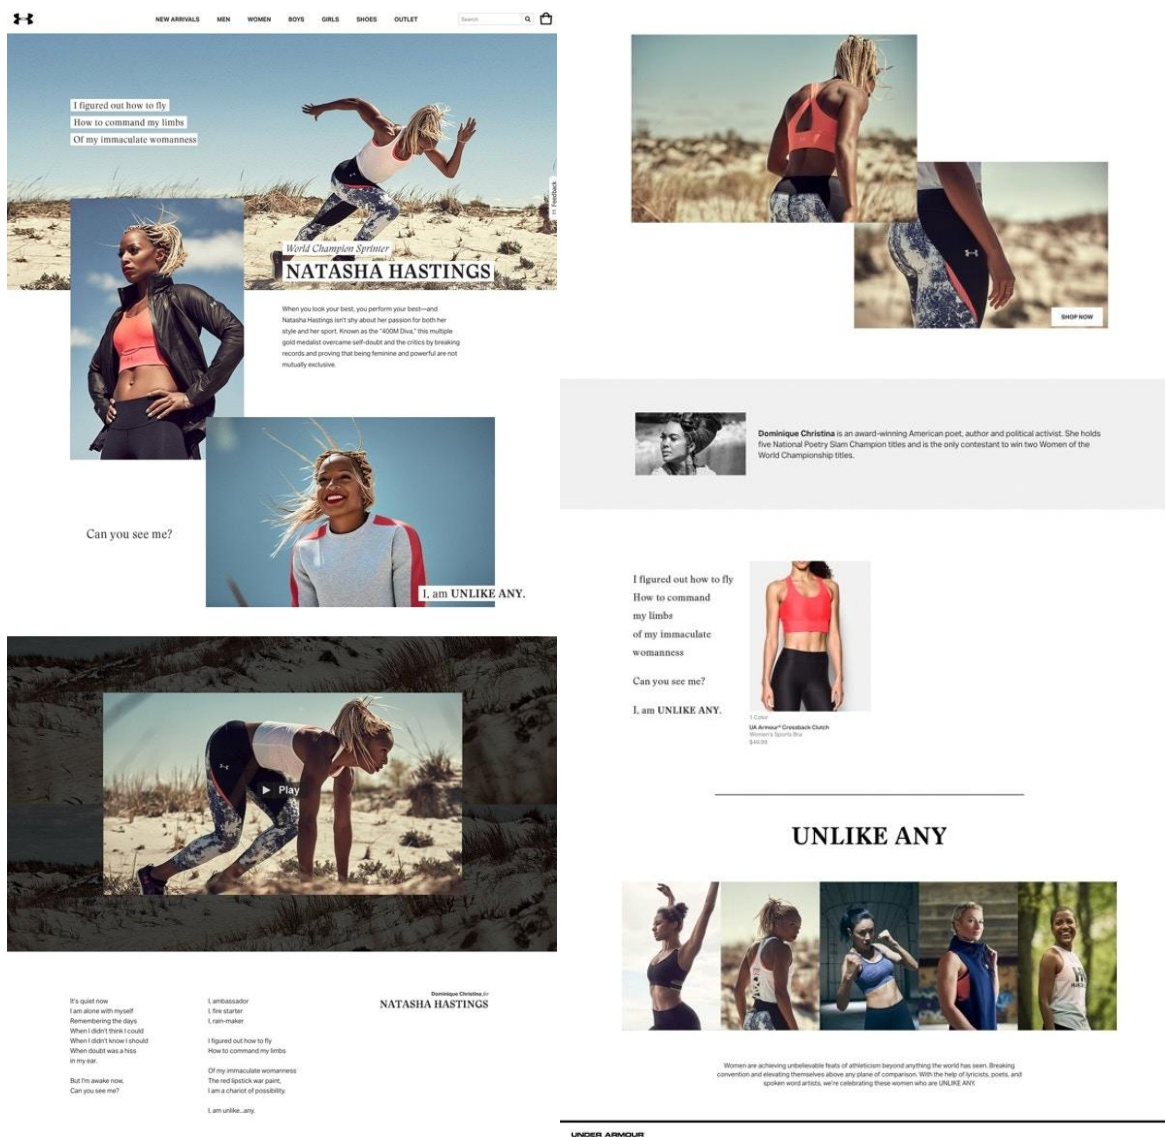 NEW ARRIVALS MEN WOMEN BOYS GIRLS SHOES OUTLET Search
I figured out how to fly
How to command my limbs
Of my immaculate womanness
Feedback
World Champion Sprinter
NATASHA HASTINGS
When you look your best, you perform your best—and
Natasha Hastings isn't shy about her passion for both her
style and her sport. Known as the "400M Diva," this multiple
gold medalist overcame self-doubt and the critics by breaking
records and proving that being feminine and powerful are not
mutually exclusive.
Can you see me?
I, am UNLIKE ANY.
Play
It's quiet now
I am alone with myself
Remembering the days
When I didn't think I could
When I didn't know I should
When doubt was a hiss
in my ear.
But I'm awake now,
Can you see me?
I, ambassador
I, fire starter
I, rain-maker
I figured out how to fly
How to command my limbs
Of my immaculate womanness
The red lipstick war paint,
I am a chariot of possibility.
I, am unlike...any.
Dominique Christina for
NATASHA HASTINGS
SHOP NOW
Dominique Christina is an award-winning American poet, author and political activist. She holds
five National Poetry Slam Champion titles and is the only contestant to win two Women of the
World Championship titles.
I figured out how to fly
How to command
my limbs
of my immaculate
womanness
Can you see me?
I, am UNLIKE ANY.
1 Color
UA Armour® Crossback Clutch
Women's Sports Bra
$49.99
UNLIKE ANY
Women are achieving unbelievable feats of athleticism beyond anything the world has seen. Breaking
convention and elevating themselves above any plane of comparison. With the help of lyricists, poets, and
spoken word artists, we're celebrating these women who are UNLIKE ANY.
UNDER ARMOUR